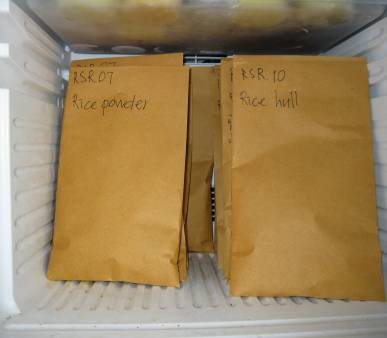 RSR 07
Rice powder
RSR 10
Rice hull